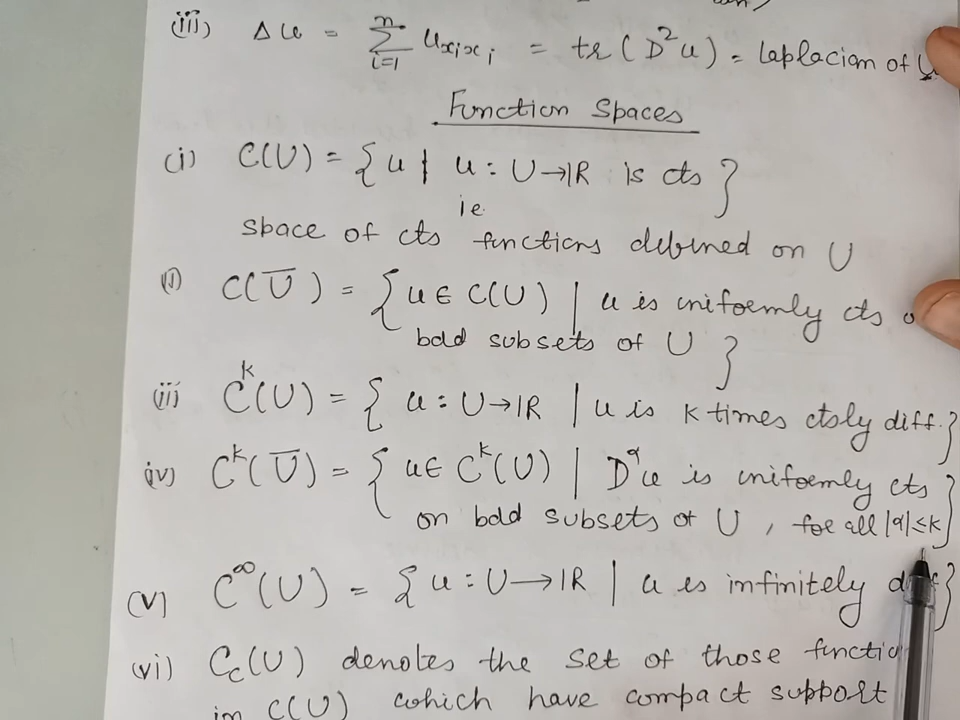 (iii) Δu = ∑_{i=1}^{n} u_{x_i x_i} = tr(D²u) = Laplacian of u
Function Spaces
(i) C(U) = {u | u : U→IR is cts}
ie
space of cts functions defined on U
(ii) C(Ū) = {u ∈ C(U) | u is uniformly cts
bdd subsets of U}
(iii) C^k(U) = {u : U→IR | u is k times ctsly diff.}
(iv) C^k(Ū) = {u ∈ C^k(U) | D^α u is uniformly cts
on bdd subsets of U, for all |α| ≤ k}
(v) C^∞(U) = {u : U→IR | u is infinitely }
(vi) C_c(U) denotes the set of those
in C(U) which have compact support